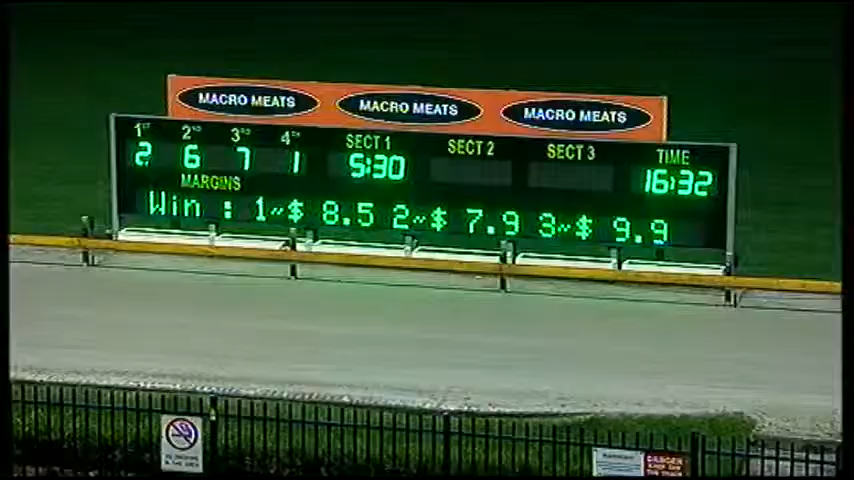 MACRO MEATS MACRO MEATS MACRO MEATS
1ST 2ND 3RD 4TH SECT 1 SECT 2 SECT 3 TIME
2 6 7 1 5:30 16:32
MARGINS
Win : 1~$ 8.5 2~$ 7.9 3~$ 9.9
DANGER